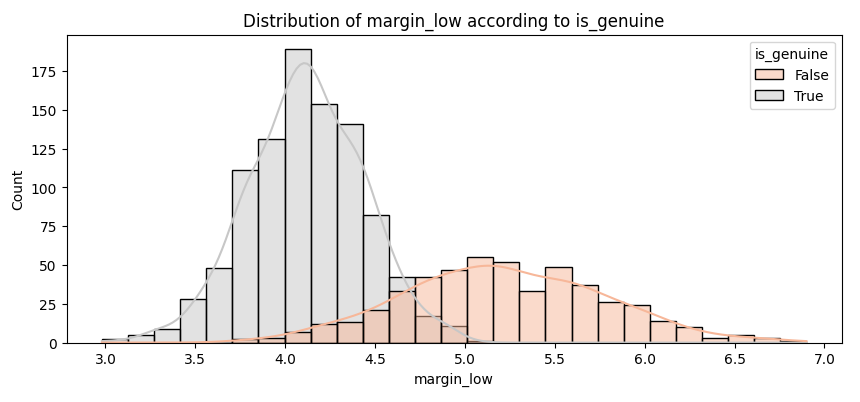 Distribution of margin_low according to is_genuine
is_genuine
False
True
Count
175
150
125
100
75
50
25
0
3.0 3.5 4.0 4.5 5.0 5.5 6.0 6.5 7.0
margin_low